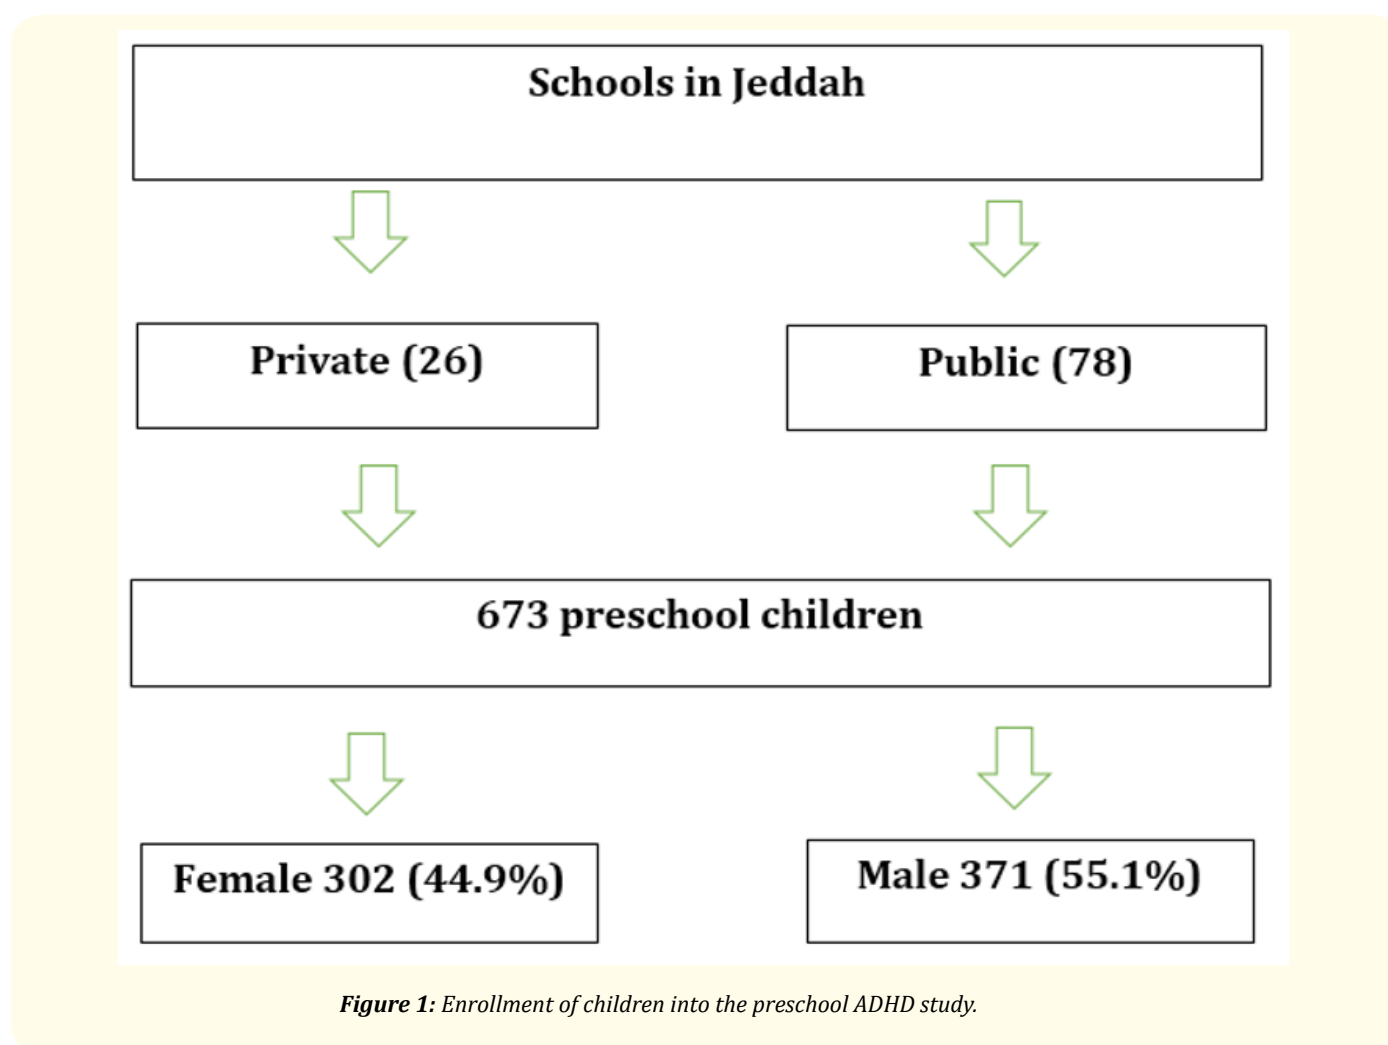 Schools in Jeddah
Private (26)
Public (78)
673 preschool children
Female 302 (44.9%)
Male 371 (55.1%)
Figure 1: Enrollment of children into the preschool ADHD study.